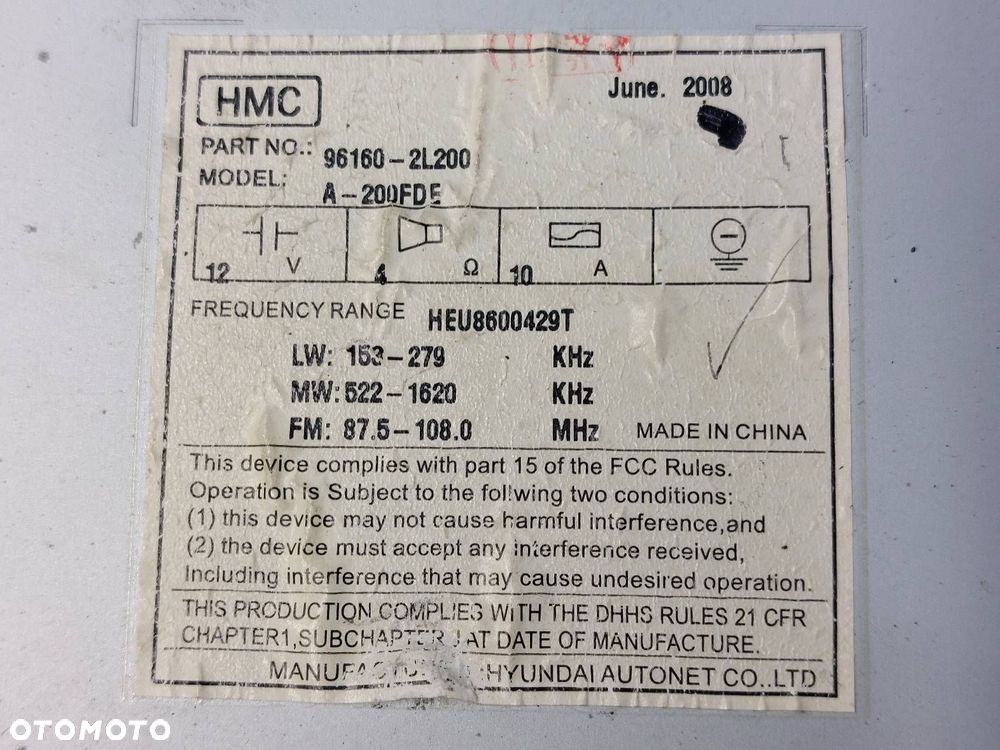 June. 2008
HMC
PART NO.: 96160-2L200
MODEL: A-200FDE
12 V 4 Ω 10 A
FREQUENCY RANGE HEU8600429T
LW: 153-279 KHz
MW: 522-1620 KHz
FM: 87.5-108.0 MHz MADE IN CHINA
This device complies with part 15 of the FCC Rules.
Operation is Subject to the following two conditions:
(1) this device may not cause harmful interference,and
(2) the device must accept any interference received,
Including interference that may cause undesired operation.
THIS PRODUCTION COMPLIES WITH THE DHHS RULES 21 CFR
CHAPTER1,SUBCHAPTER J AT DATE OF MANUFACTURE.
HYUNDAI AUTONET CO..LTD
OTOMOTO